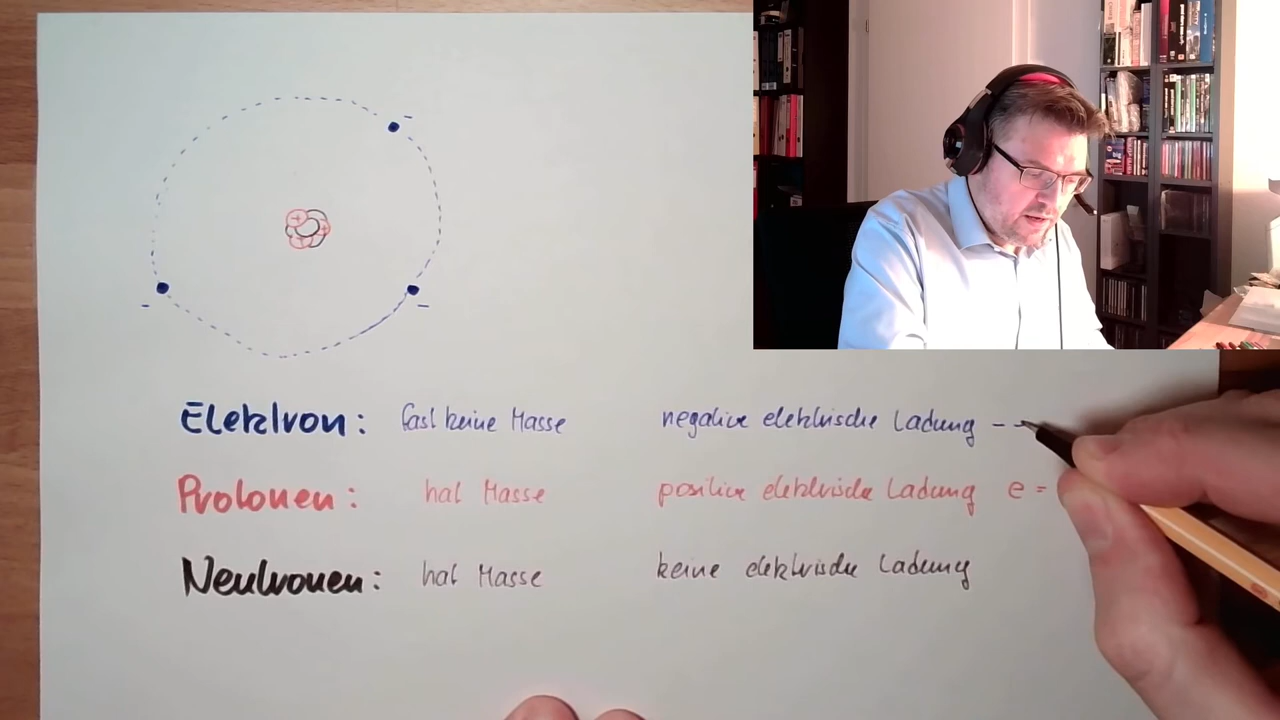 Elektron: fast keine Masse negative elektrische Ladung - -
Protonen: hat Masse positive elektrische Ladung e =
Neutronen: hat Masse keine elektrische Ladung